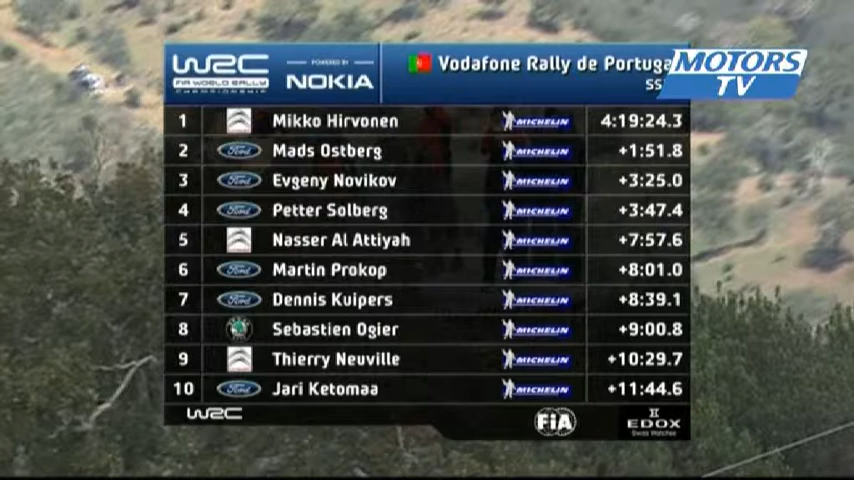 WRC
FIA WORLD RALLY
CHAMPIONSHIP
POWERED BY
NOKIA
Vodafone Rally de Portuga
SS
MOTORS
TV
1 Mikko Hirvonen MICHELIN 4:19:24.3
2 Ford Mads Ostberg MICHELIN +1:51.8
3 Ford Evgeny Novikov MICHELIN +3:25.0
4 Ford Petter Solberg MICHELIN +3:47.4
5 Nasser Al Attiyah MICHELIN +7:57.6
6 Ford Martin Prokop MICHELIN +8:01.0
7 Ford Dennis Kuipers MICHELIN +8:39.1
8 Sebastien Ogier MICHELIN +9:00.8
9 Thierry Neuville MICHELIN +10:29.7
10 Ford Jari Ketomaa MICHELIN +11:44.6
WRC
FIA
EDOX
Swiss Watches